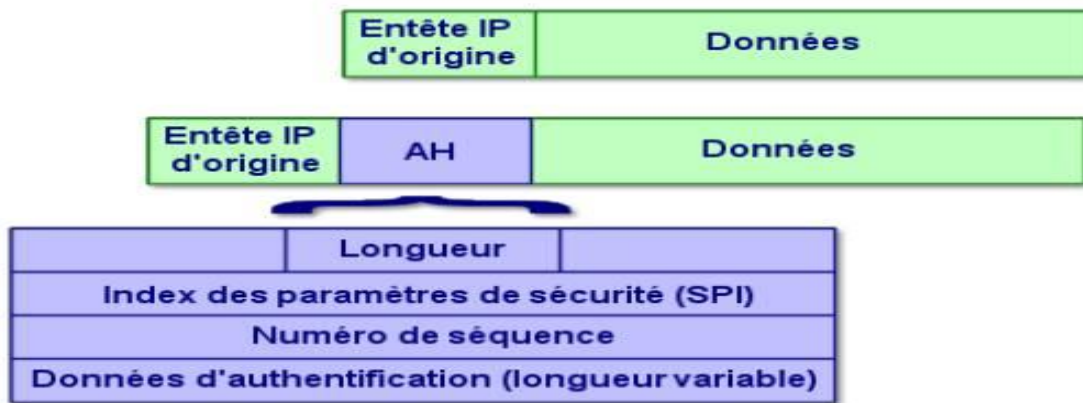 Entête IP
d'origine
Données
Entête IP
d'origine
AH
Données
Longueur
Index des paramètres de sécurité (SPI)
Numéro de séquence
Données d'authentification (longueur variable)